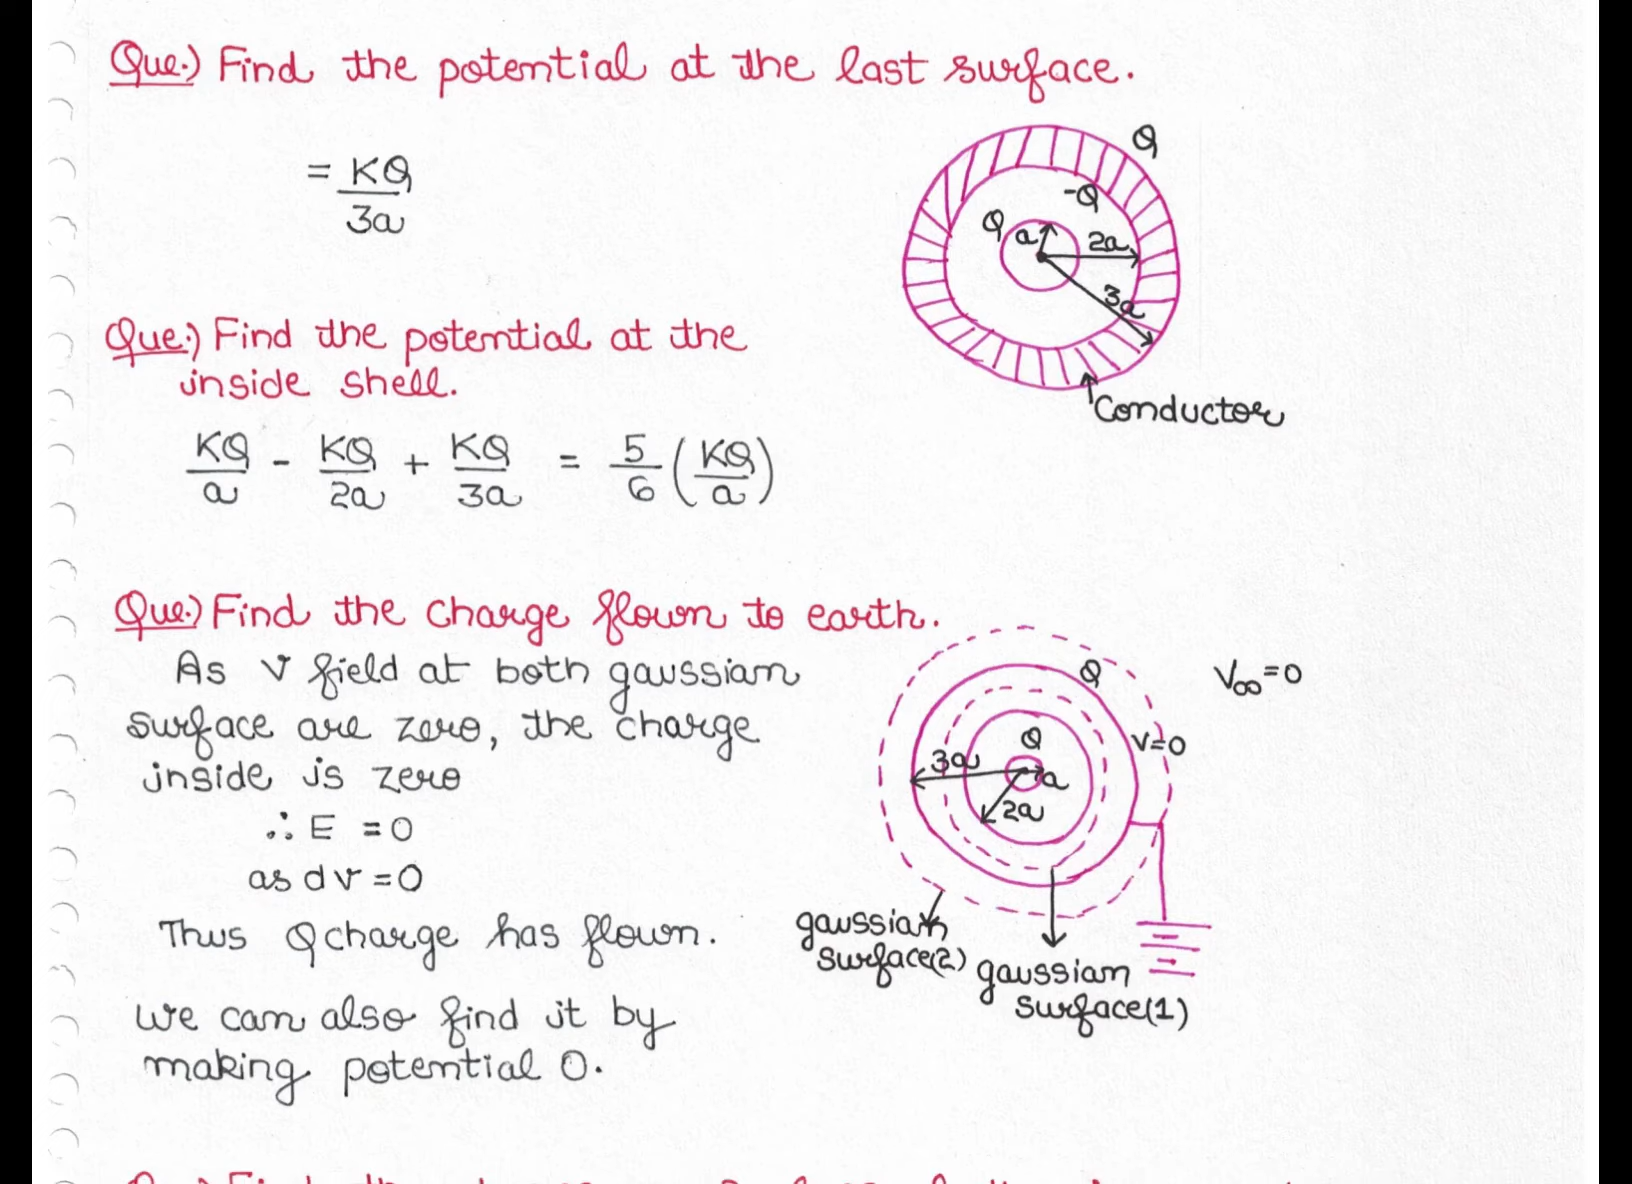 Que.) Find the potential at the last surface.
= KQ/3a
Q
-Q
Q
a
2a
3a
Conductor
Que.) Find the potential at the
inside shell.
KQ/a - KQ/2a + KQ/3a = 5/6 (KQ/a)
Que.) Find the charge flown to earth.
As V field at both gaussian
surface are zero, the charge
inside is zero
∴ E = 0
as dv = 0
Thus Q charge has flown.
We can also find it by
making potential 0.
Q
V∞=0
Q
V=0
3a
a
2a
gaussian
surface(2)
gaussian
surface(1)